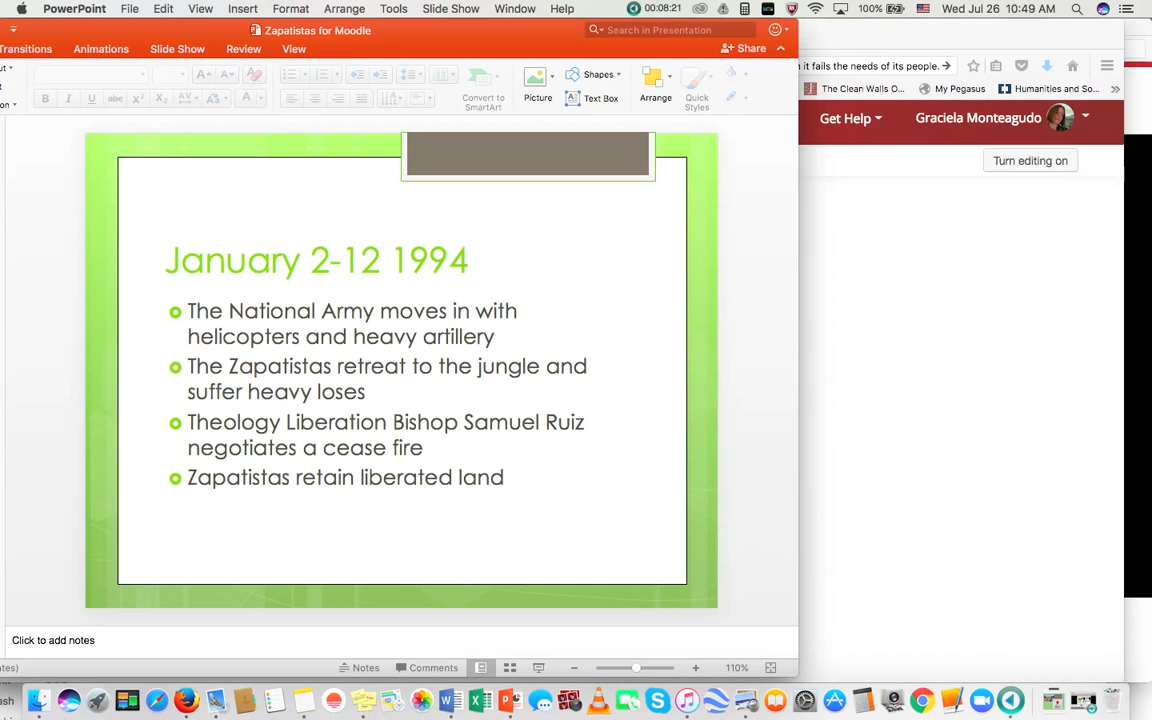 PowerPoint File Edit View Insert Format Arrange Tools Slide Show Window Help 00:08:21 100% Wed Jul 26 10:49 AM
Zapatistas for Moodle Search in Presentation
Transitions Animations Slide Show Review View Share
n it fails the needs of its people.
The Clean Walls O... My Pegasus Humanities and So...
Convert to
SmartArt
Picture
Shapes
Text Box
Arrange
Quick
Styles
Get Help Graciela Monteagudo
Turn editing on
January 2-12 1994
The National Army moves in with
helicopters and heavy artillery
The Zapatistas retreat to the jungle and
suffer heavy loses
Theology Liberation Bishop Samuel Ruiz
negotiates a cease fire
Zapatistas retain liberated land
Click to add notes
Notes Comments 110%